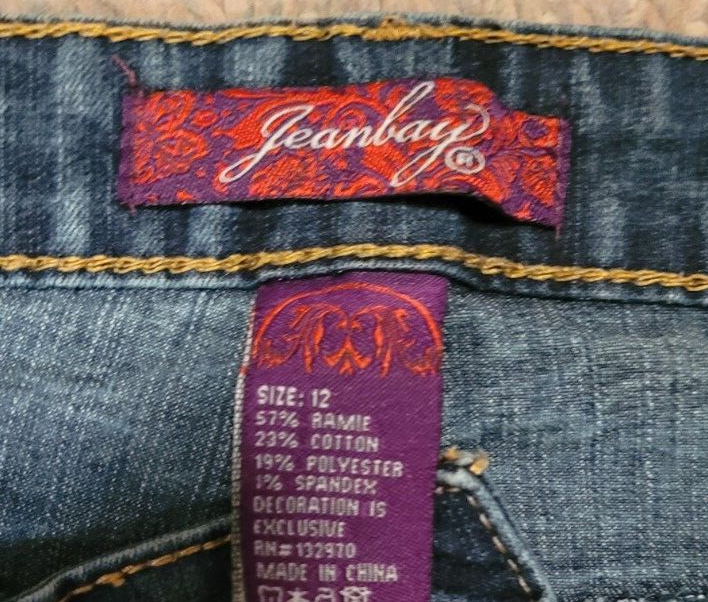 Jeanbay®
SIZE: 12
57% RAMIE
23% COTTON
19% POLYESTER
1% SPANDEX
DECORATION IS
EXCLUSIVE
RN#132970
MADE IN CHINA